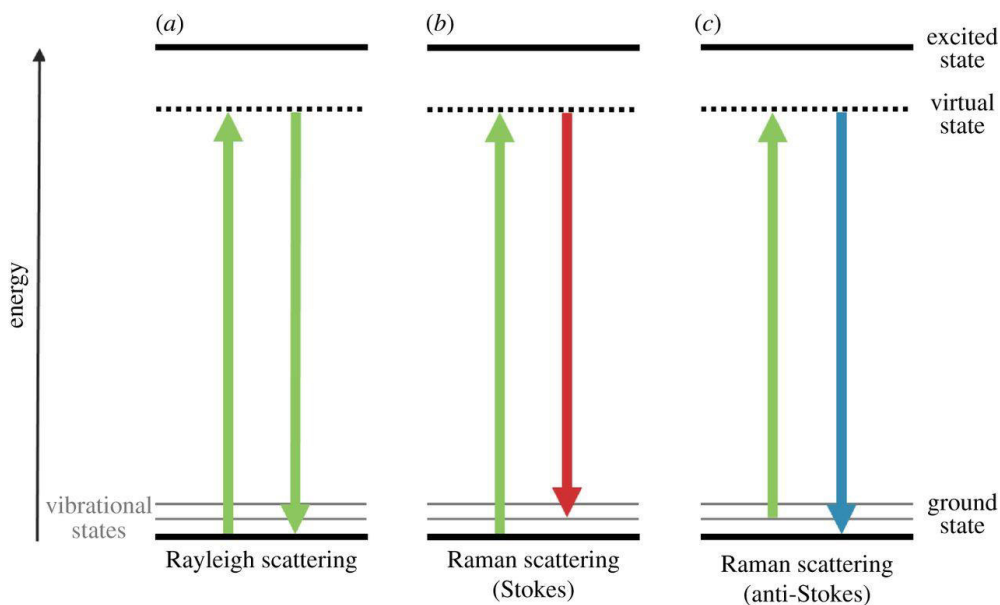 (a)
(b)
(c)
excited
state
virtual
state
energy
vibrational
states
ground
state
Rayleigh scattering
Raman scattering
(Stokes)
Raman scattering
(anti-Stokes)